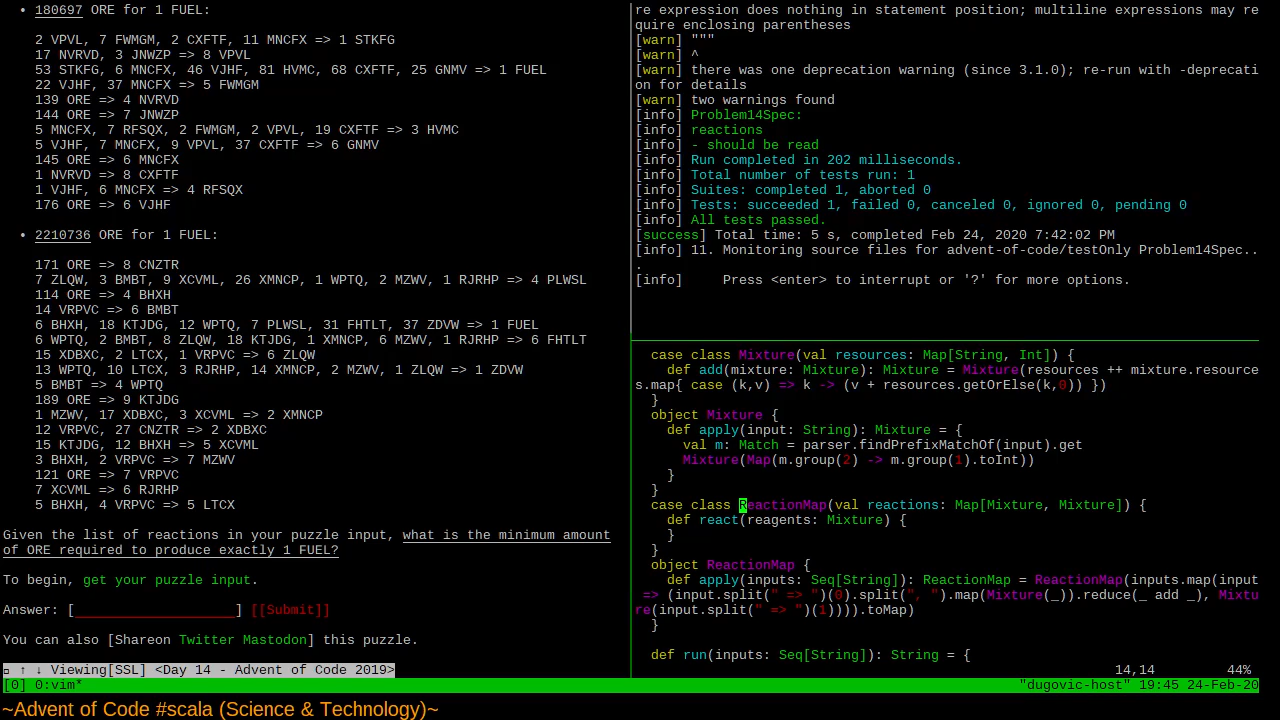 • 180697 ORE for 1 FUEL:
2 VPVL, 7 FWMGM, 2 CXFTF, 11 MNCFX => 1 STKFG
17 NVRVD, 3 JNWZP => 8 VPVL
53 STKFG, 6 MNCFX, 46 VJHF, 81 HVMC, 68 CXFTF, 25 GNMV => 1 FUEL
22 VJHF, 37 MNCFX => 5 FWMGM
139 ORE => 4 NVRVD
144 ORE => 7 JNWZP
5 MNCFX, 7 RFSQX, 2 FWMGM, 2 VPVL, 19 CXFTF => 3 HVMC
5 VJHF, 7 MNCFX, 9 VPVL, 37 CXFTF => 6 GNMV
145 ORE => 6 MNCFX
1 NVRVD => 8 CXFTF
1 VJHF, 6 MNCFX => 4 RFSQX
176 ORE => 6 VJHF
• 2210736 ORE for 1 FUEL:
171 ORE => 8 CNZTR
7 ZLQW, 3 BMBT, 9 XCVML, 26 XMNCP, 1 WPTQ, 2 MZWV, 1 RJRHP => 4 PLWSL
114 ORE => 4 BHXH
14 VRPVC => 6 BMBT
6 BHXH, 18 KTJDG, 12 WPTQ, 7 PLWSL, 31 FHTLT, 37 ZDVW => 1 FUEL
6 WPTQ, 2 BMBT, 8 ZLQW, 18 KTJDG, 1 XMNCP, 6 MZWV, 1 RJRHP => 6 FHTLT
15 XDBXC, 2 LTCX, 1 VRPVC => 6 ZLQW
13 WPTQ, 10 LTCX, 3 RJRHP, 14 XMNCP, 2 MZWV, 1 ZLQW => 1 ZDVW
5 BMBT => 4 WPTQ
189 ORE => 9 KTJDG
1 MZWV, 17 XDBXC, 3 XCVML => 2 XMNCP
12 VRPVC, 27 CNZTR => 2 XDBXC
15 KTJDG, 12 BHXH => 5 XCVML
3 BHXH, 2 VRPVC => 7 MZWV
121 ORE => 7 VRPVC
7 XCVML => 6 RJRHP
5 BHXH, 4 VRPVC => 5 LTCX
Given the list of reactions in your puzzle input, what is the minimum amount
of ORE required to produce exactly 1 FUEL?
To begin, get your puzzle input.
Answer: [____________________] [[Submit]]
You can also [Shareon Twitter Mastodon] this puzzle.
↑ ↓ Viewing[SSL] <Day 14 - Advent of Code 2019>
re expression does nothing in statement position; multiline expressions may re
quire enclosing parentheses
[warn] """
[warn] ^
[warn] there was one deprecation warning (since 3.1.0); re-run with -deprecati
on for details
[warn] two warnings found
[info] Problem14Spec:
[info] reactions
[info] - should be read
[info] Run completed in 202 milliseconds.
[info] Total number of tests run: 1
[info] Suites: completed 1, aborted 0
[info] Tests: succeeded 1, failed 0, canceled 0, ignored 0, pending 0
[info] All tests passed.
[success] Total time: 5 s, completed Feb 24, 2020 7:42:02 PM
[info] 11. Monitoring source files for advent-of-code/testOnly Problem14Spec..
.
[info]     Press <enter> to interrupt or '?' for more options.
case class Mixture(val resources: Map[String, Int]) {
def add(mixture: Mixture): Mixture = Mixture(resources ++ mixture.resource
s.map{ case (k,v) => k -> (v + resources.getOrElse(k,0)) })
}
object Mixture {
def apply(input: String): Mixture = {
val m: Match = parser.findPrefixMatchOf(input).get
Mixture(Map(m.group(2) -> m.group(1).toInt))
}
}
case class ReactionMap(val reactions: Map[Mixture, Mixture]) {
def react(reagents: Mixture) {
}
}
object ReactionMap {
def apply(inputs: Seq[String]): ReactionMap = ReactionMap(inputs.map(input
=> (input.split(" => ")(0).split(", ").map(Mixture(_)).reduce(_ add _), Mixtu
re(input.split(" => ")(1)))).toMap)
}
def run(inputs: Seq[String]): String = {
14,14 44%
[0] 0:vim* "dugovic-host" 19:45 24-Feb-20
~Advent of Code #scala (Science & Technology)~